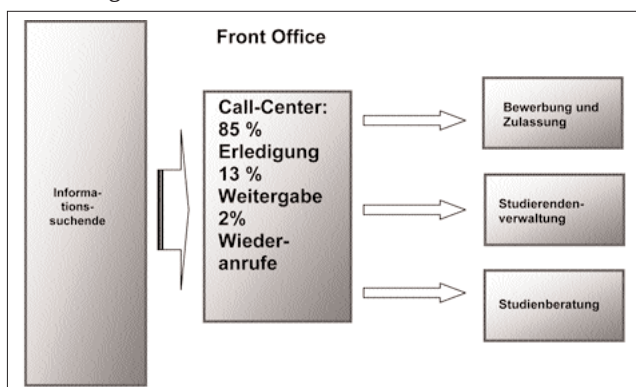 Front Office
Informa-
tions-
suchende
Call-Center:
85 %
Erledigung
13 %
Weitergabe
2%
Wieder-
anrufe
Bewerbung und
Zulassung
Studierenden-
verwaltung
Studienberatung